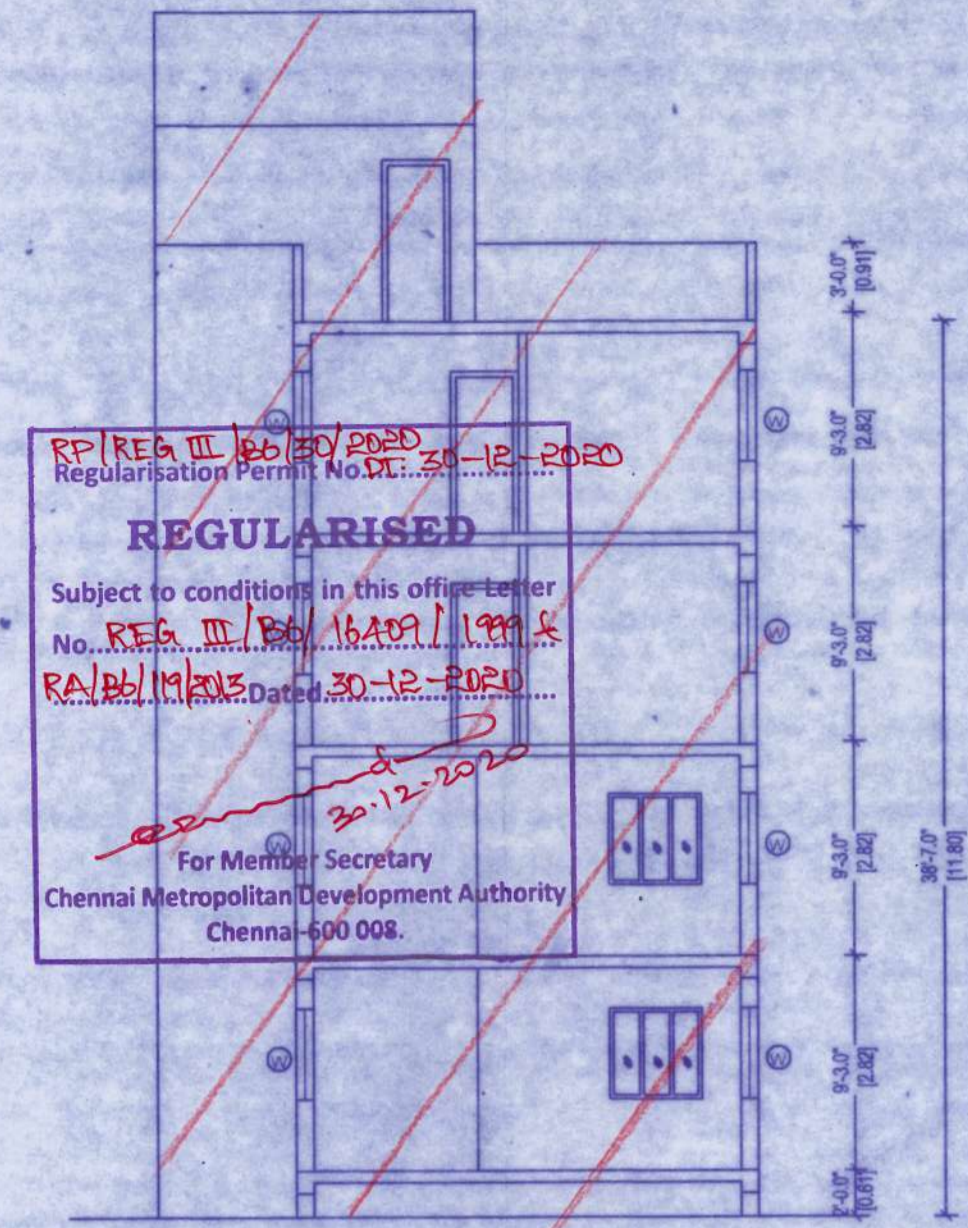 RP/REG III/B6/30/2020
Regularisation Permit No. DT: 30-12-2020
REGULARISED
Subject to conditions in this office Letter
No. REG III/B6/16409/1999 &
RA/B6/119/2013 Dated 30-12-2020
30-12-2020
For Member Secretary
Chennai Metropolitan Development Authority
Chennai-600 008.
W
W
W
W
W
W
W
3'-0.0"
[0.91]
9'-3.0"
[2.82]
9'-3.0"
[2.82]
9'-3.0"
[2.82]
9'-3.0"
[2.82]
2'-0.0"
[0.61]
38'-7.0"
[11.80]